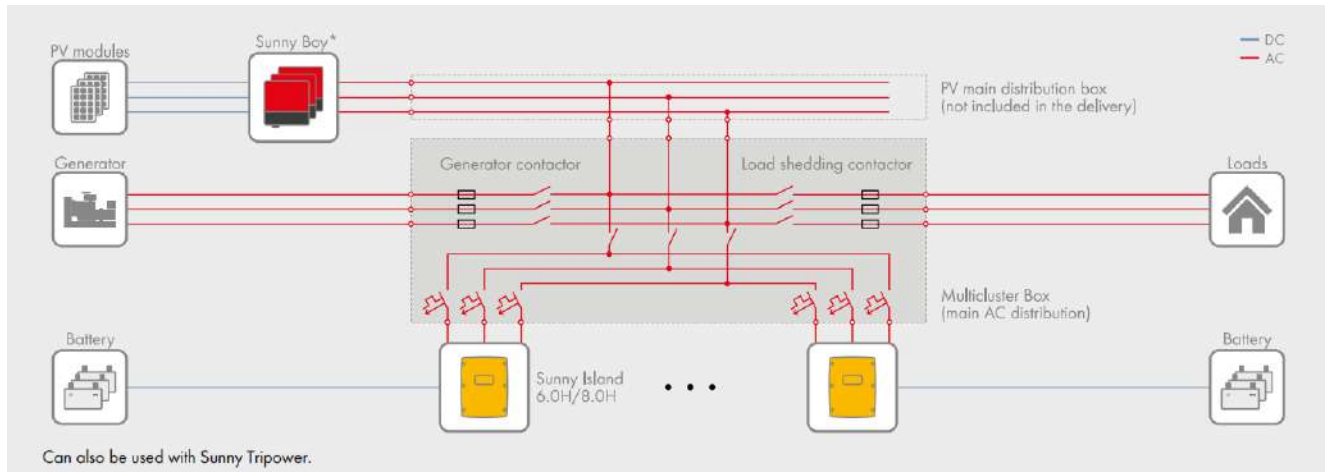 PV modules
Sunny Boy*
DC
AC
PV main distribution box
(not included in the delivery)
Generator
Generator contactor
Load shedding contactor
Loads
Multicluster Box
(main AC distribution)
Battery
Sunny Island
6.0H/8.0H
Battery
Can also be used with Sunny Tripower.